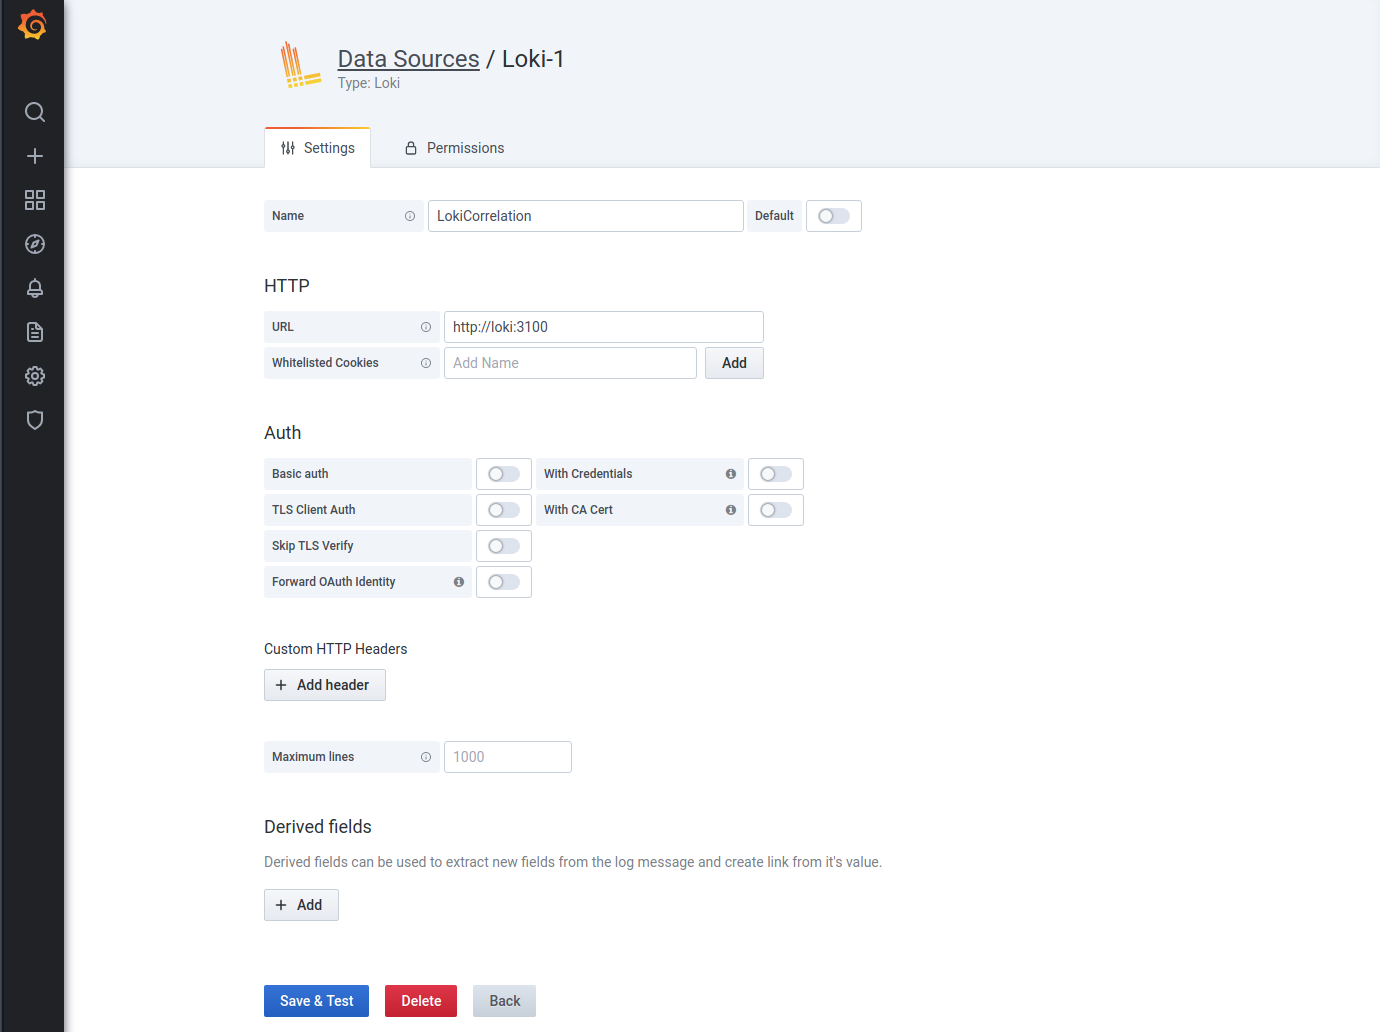 Data Sources / Loki-1
Type: Loki
Settings
Permissions
Name
LokiCorrelation
Default
HTTP
URL
http://loki:3100
Whitelisted Cookies
Add Name
Add
Auth
Basic auth
With Credentials
TLS Client Auth
With CA Cert
Skip TLS Verify
Forward OAuth Identity
Custom HTTP Headers
Add header
Maximum lines
1000
Derived fields
Derived fields can be used to extract new fields from the log message and create link from it's value.
Add
Save & Test
Delete
Back